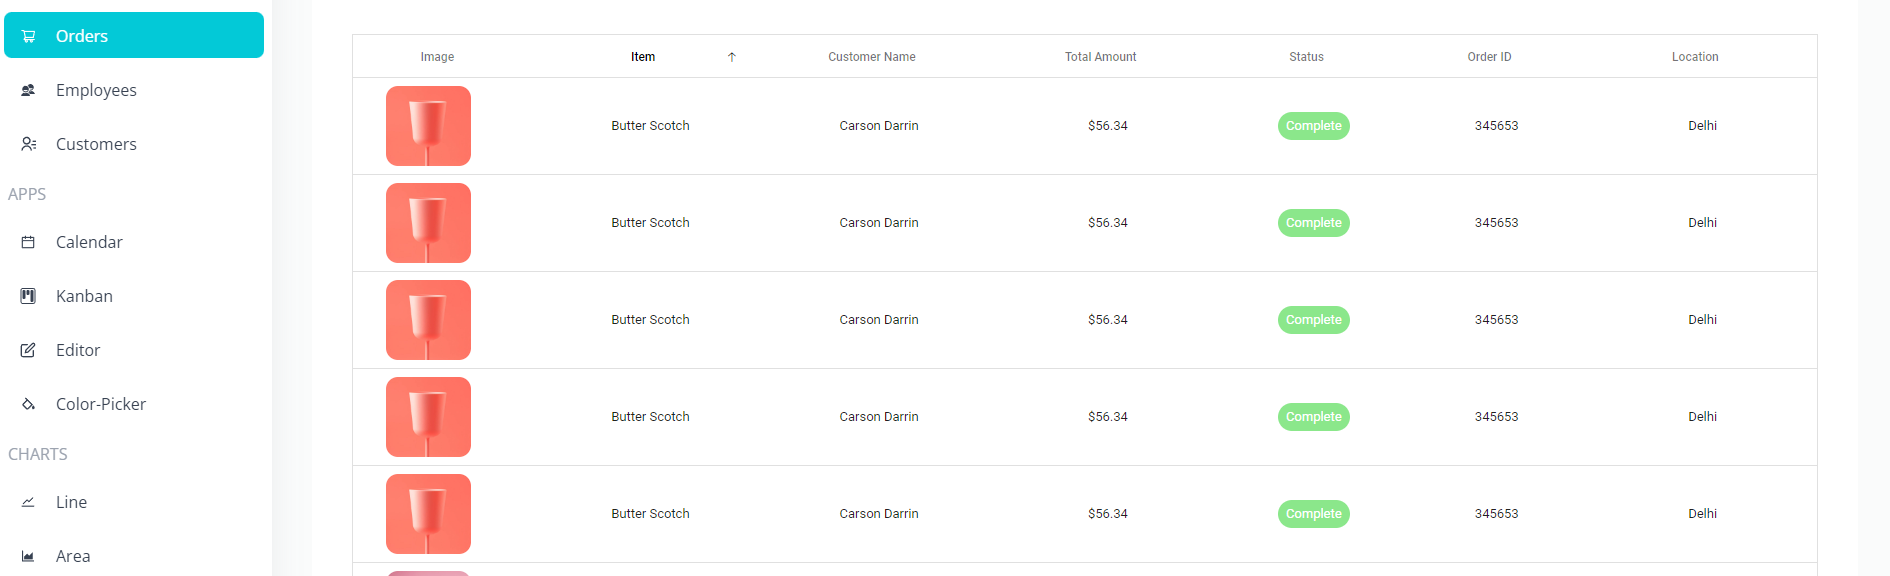 Orders
Employees
Customers
APPS
Calendar
Kanban
Editor
Color-Picker
CHARTS
Line
Area
Image Item Customer Name Total Amount Status Order ID Location
Butter Scotch Carson Darrin $56.34 Complete 345653 Delhi
Butter Scotch Carson Darrin $56.34 Complete 345653 Delhi
Butter Scotch Carson Darrin $56.34 Complete 345653 Delhi
Butter Scotch Carson Darrin $56.34 Complete 345653 Delhi
Butter Scotch Carson Darrin $56.34 Complete 345653 Delhi